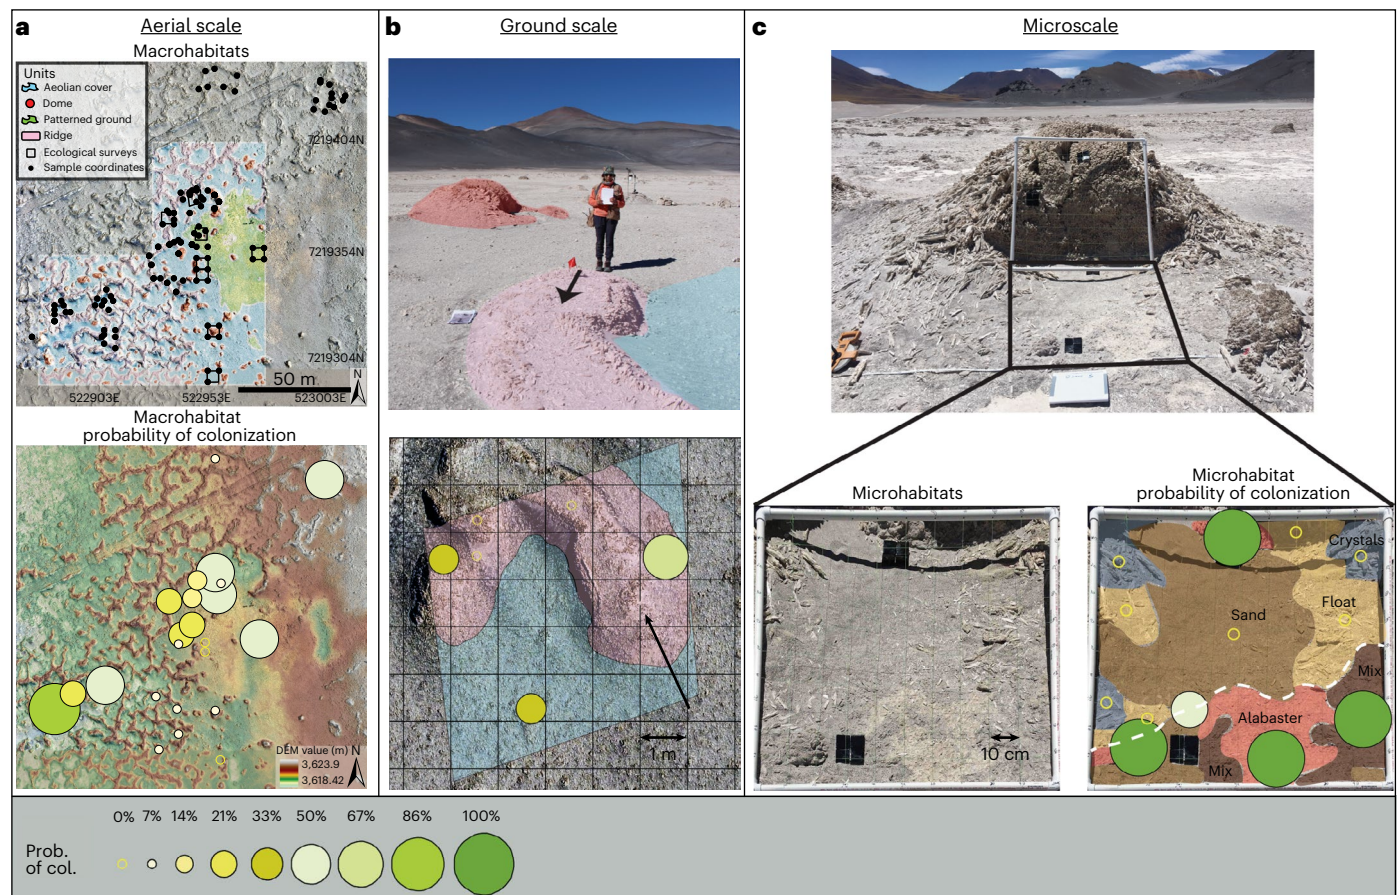 a
Aerial scale
Macrohabitats
Units
Aeolian cover
Dome
Patterned ground
Ridge
Ecological surveys
Sample coordinates
7219404N
7219354N
7219304N
50 m
N
522903E
522953E
523003E
Macrohabitat
probability of colonization
DEM value (m)
N
3,623.9
3,618.42
b
Ground scale
1 m
c
Microscale
Microhabitats
10 cm
Microhabitat
probability of colonization
Crystals
Float
Sand
Mix
Alabaster
Mix
0% 7% 14% 21% 33% 50% 67% 86% 100%
Prob.
of col.